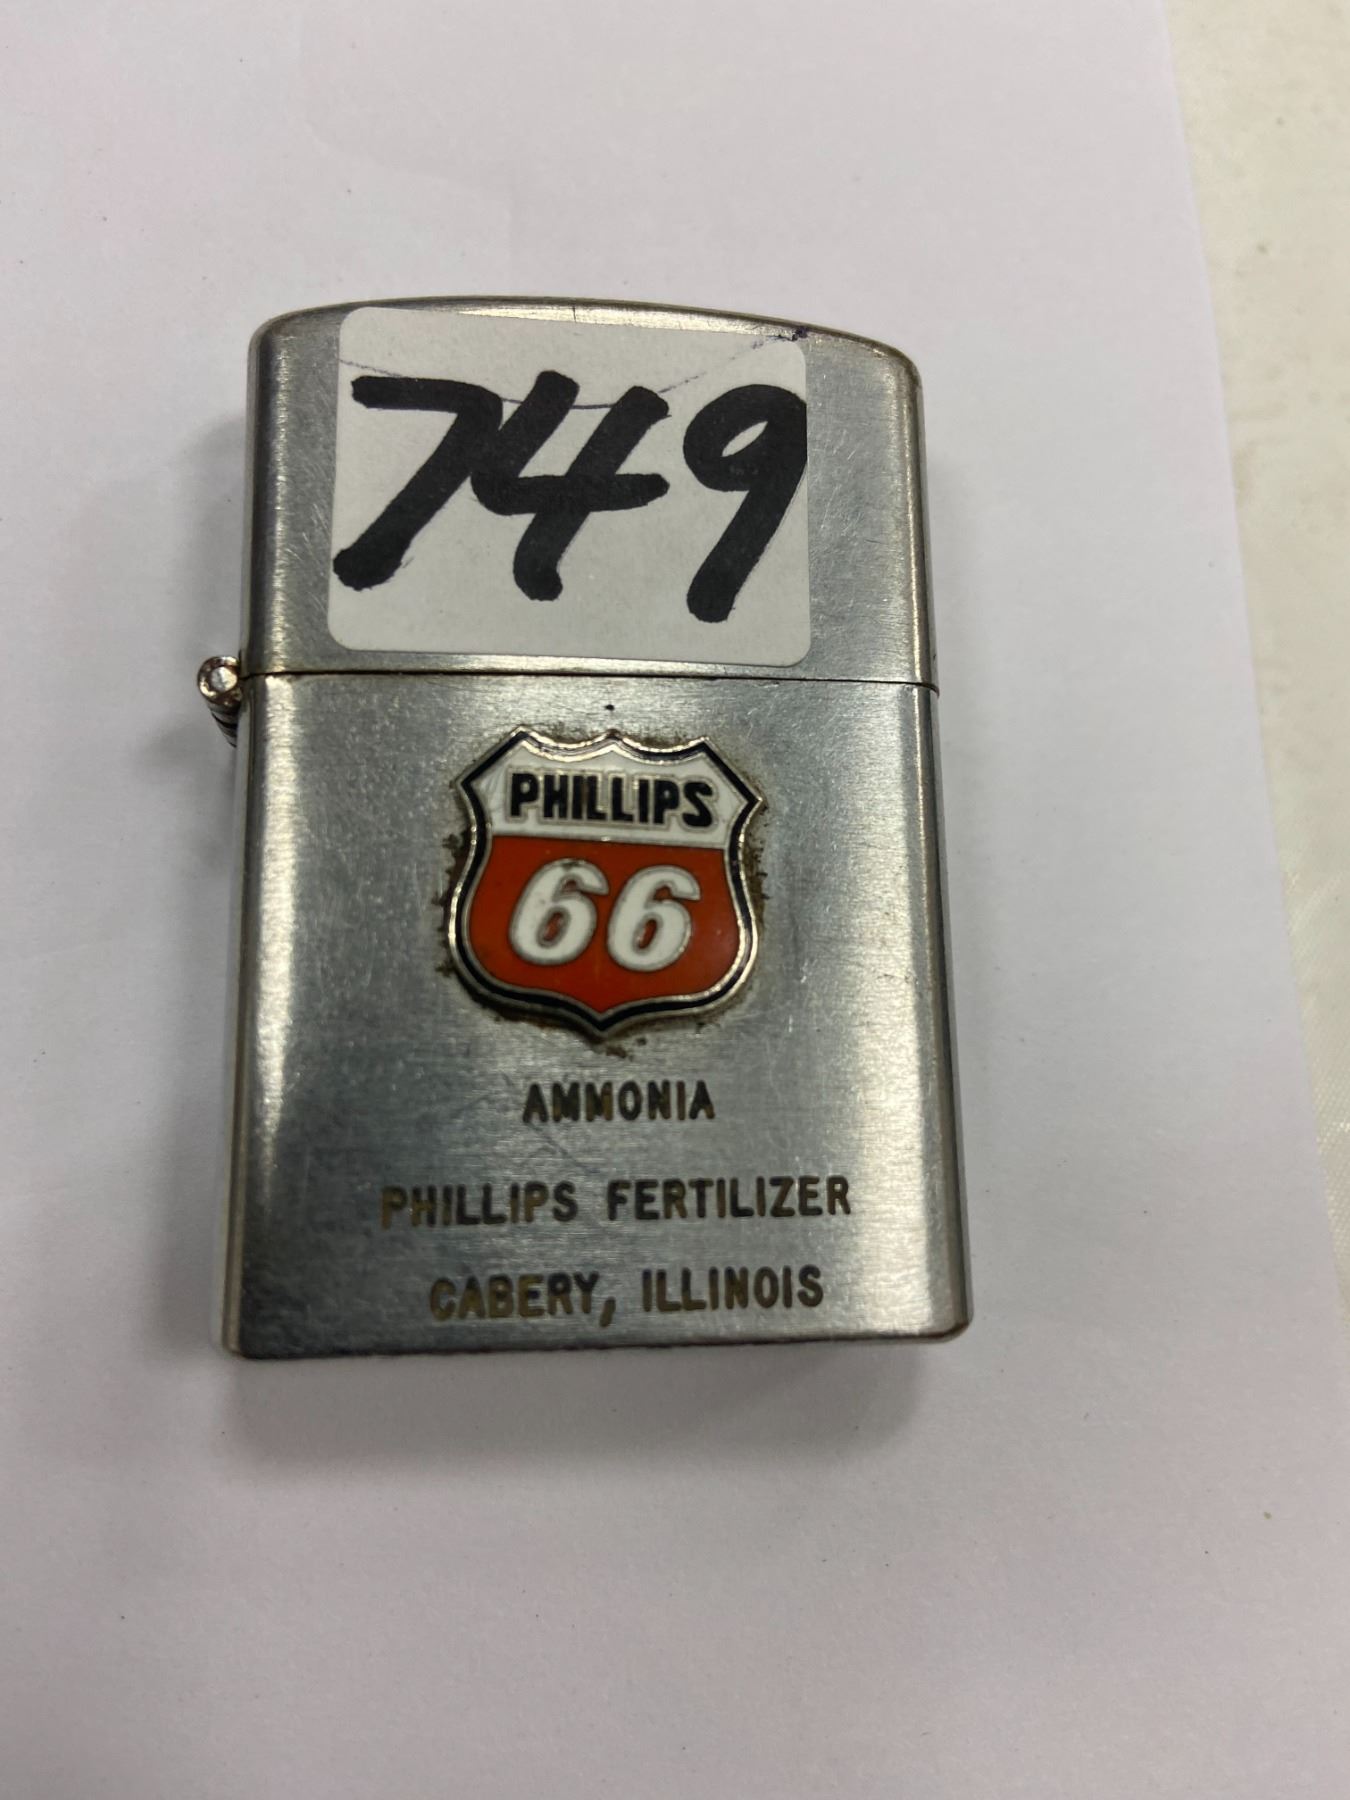 749
PHILLIPS
66
AMMONIA
PHILLIPS FERTILIZER
CABERY, ILLINOIS